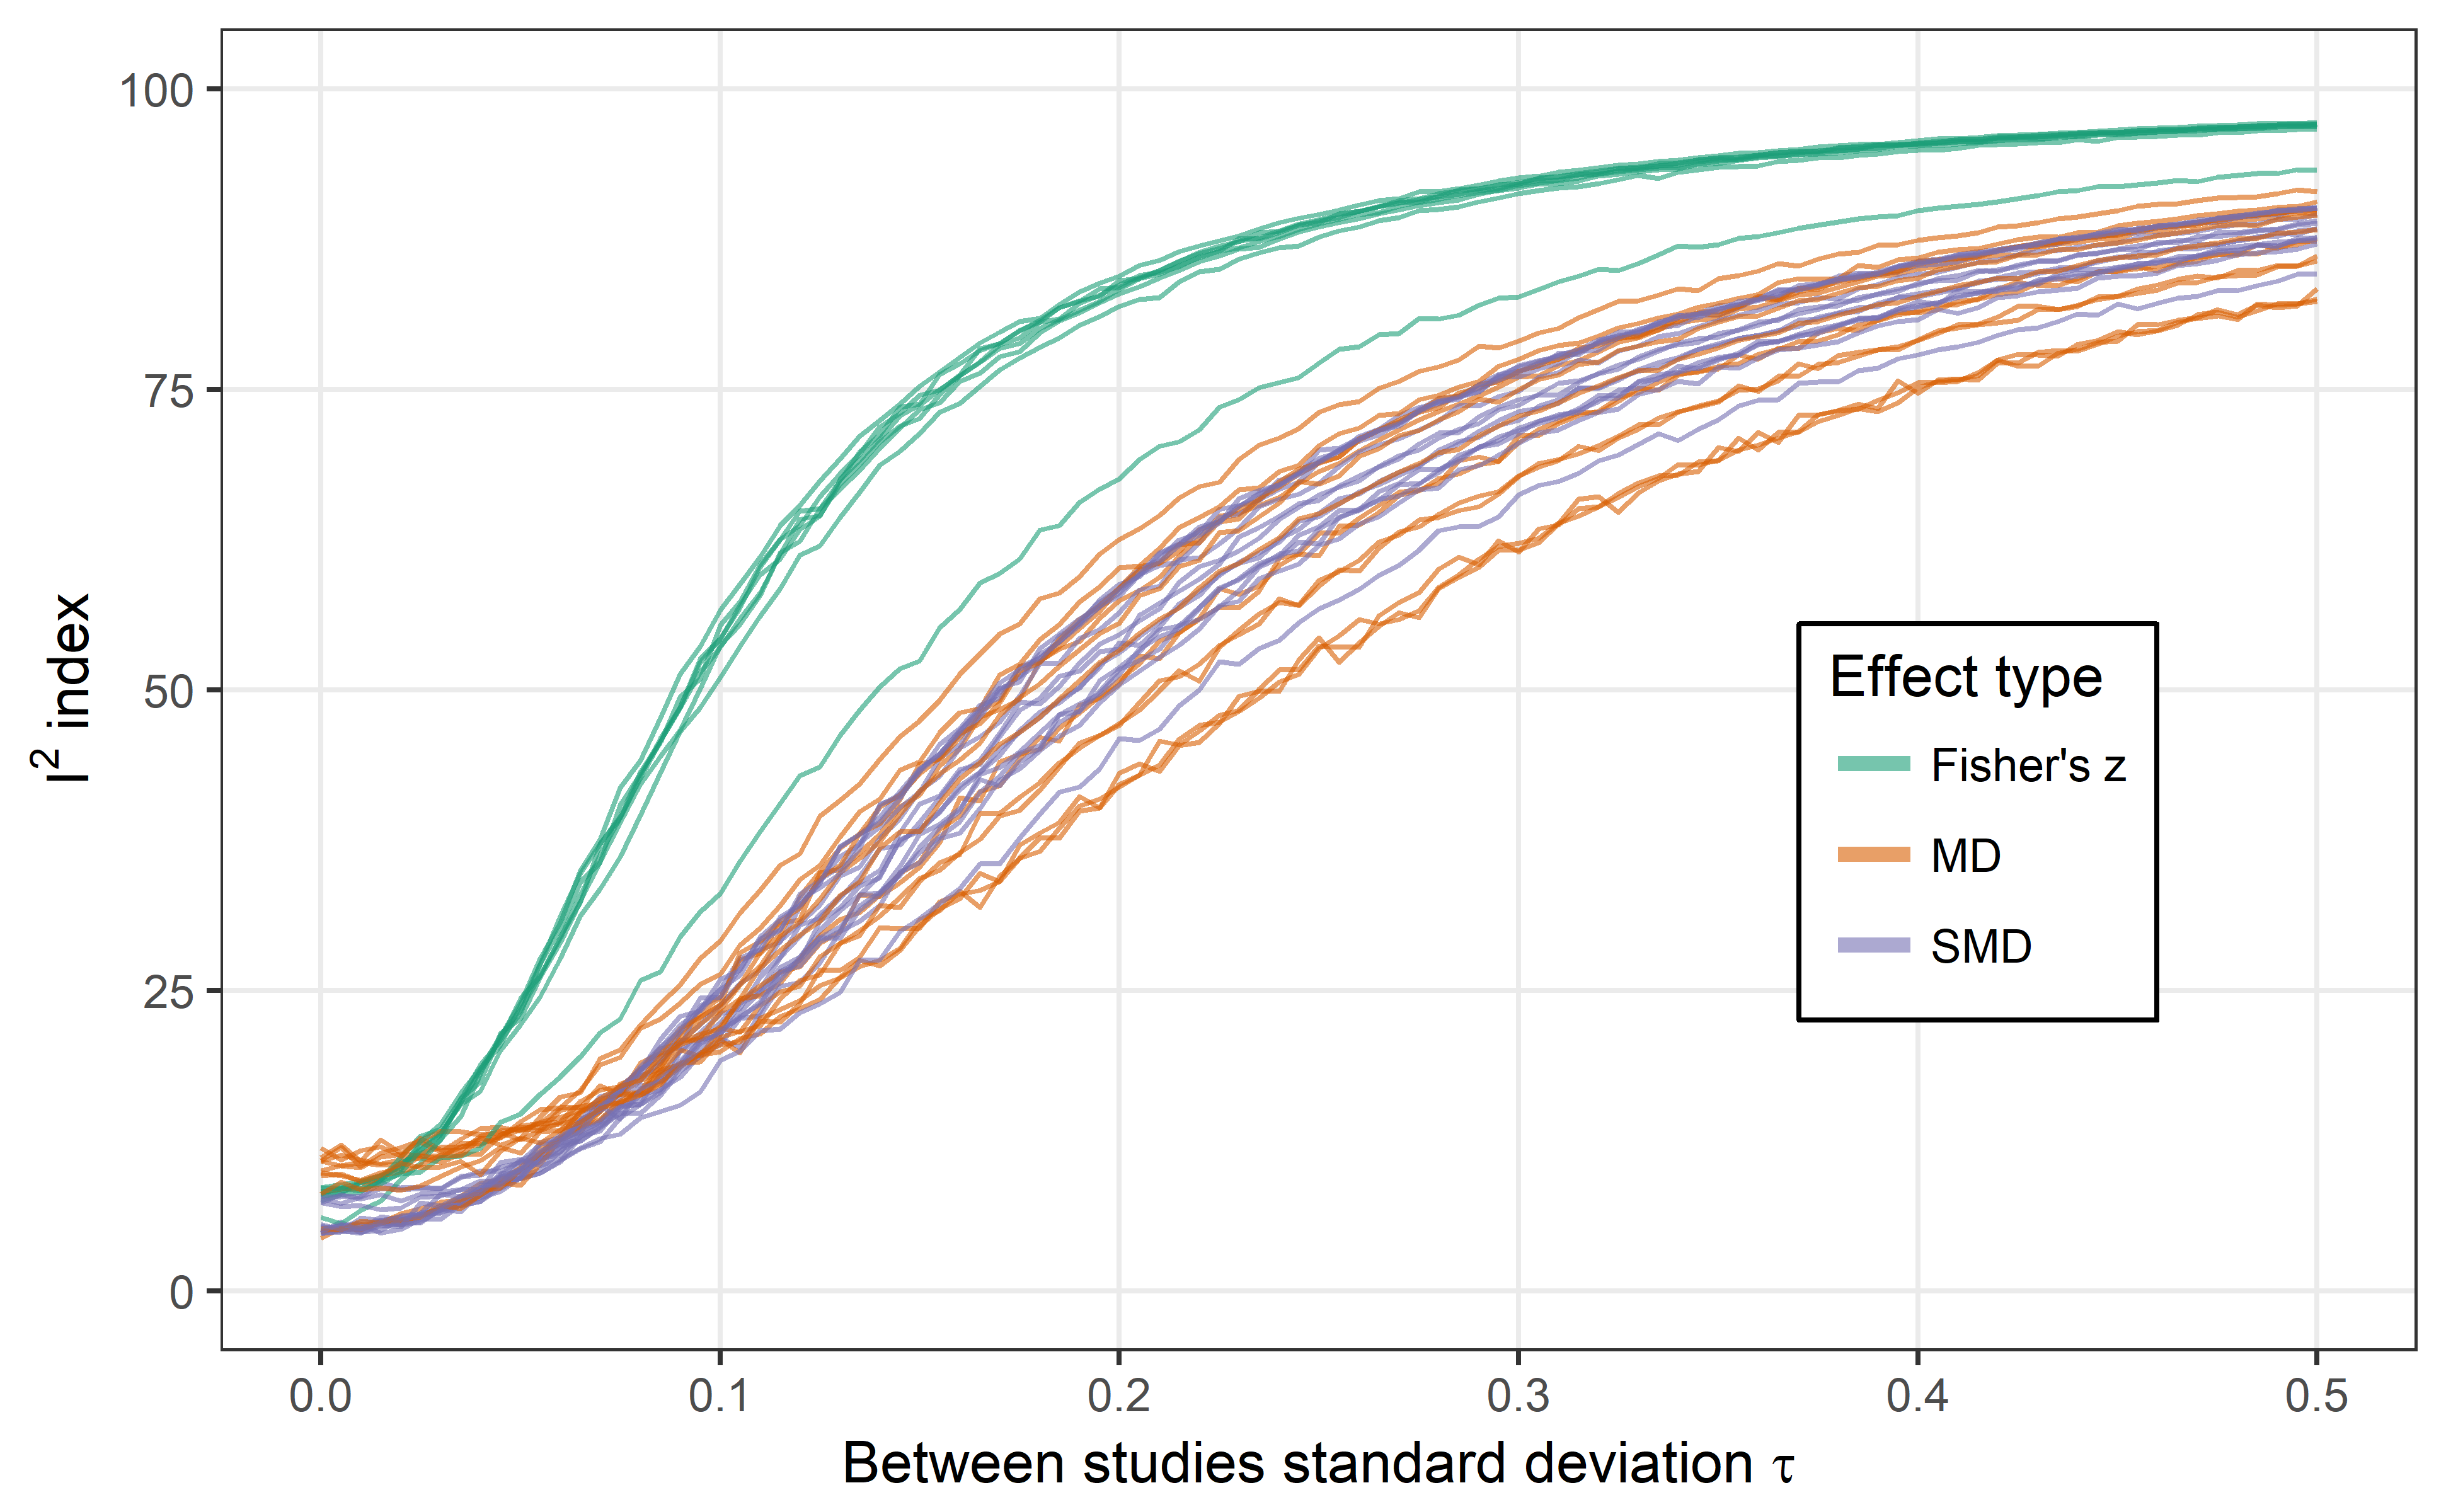 100
75
50
25
0
I² index
0.0 0.1 0.2 0.3 0.4 0.5
Between studies standard deviation τ
Effect type
Fisher's z
MD
SMD